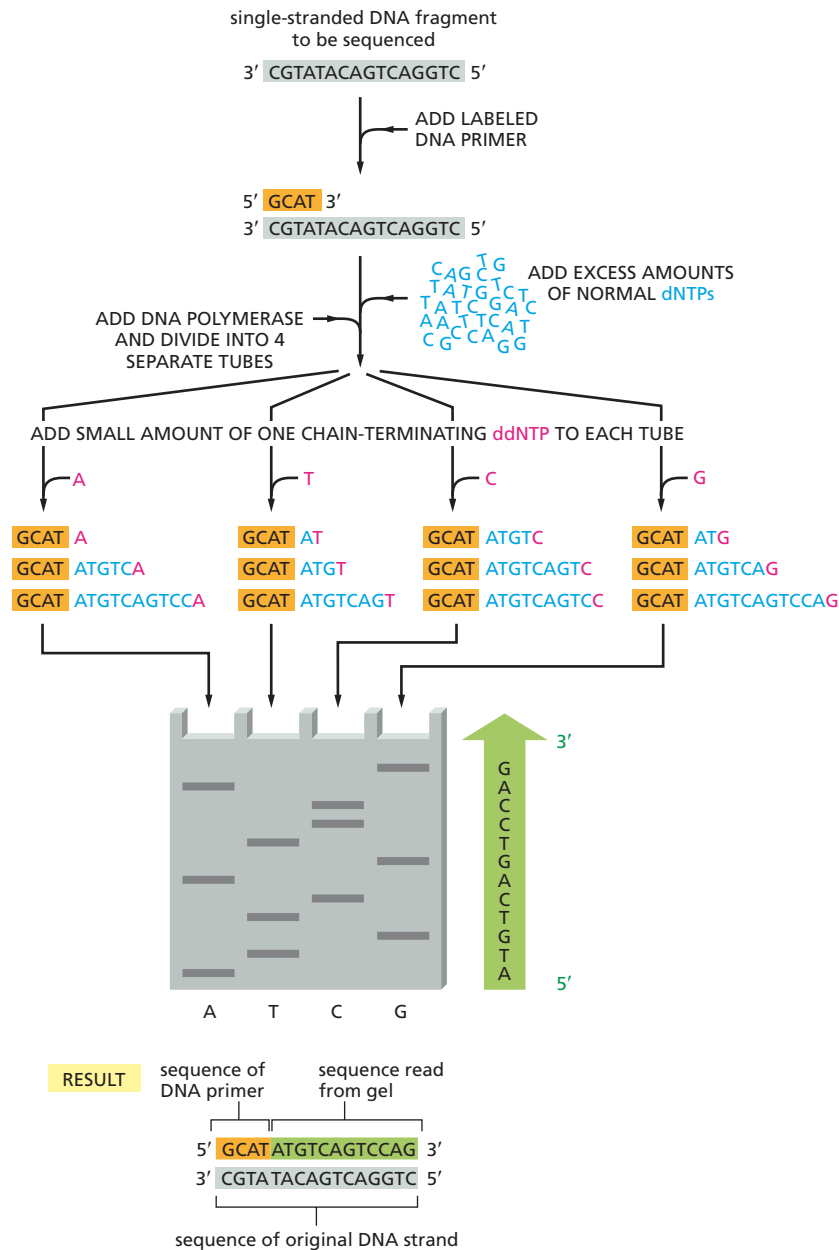 single-stranded DNA fragment
to be sequenced
3′ CGTATACAGTCAGGTC 5′
ADD LABELED
DNA PRIMER
5′ GCAT 3′
3′ CGTATACAGTCAGGTC 5′
ADD EXCESS AMOUNTS
OF NORMAL dNTPs
ADD DNA POLYMERASE
AND DIVIDE INTO 4
SEPARATE TUBES
ADD SMALL AMOUNT OF ONE CHAIN-TERMINATING ddNTP TO EACH TUBE
A T C G
GCAT A GCAT AT GCAT ATGTC GCAT ATG
GCAT ATGTCA GCAT ATGT GCAT ATGTCAGTC GCAT ATGTCAG
GCAT ATGTCAGTCCA GCAT ATGTCAGT GCAT ATGTCAGTCC GCAT ATGTCAGTCCAG
3′
G
A
C
C
T
G
A
C
T
G
T
A
5′
A T C G
RESULT
sequence of
DNA primer
sequence read
from gel
5′ GCAT ATGTCAGTCCAG 3′
3′ CGTA TACAGTCAGGTC 5′
sequence of original DNA strand